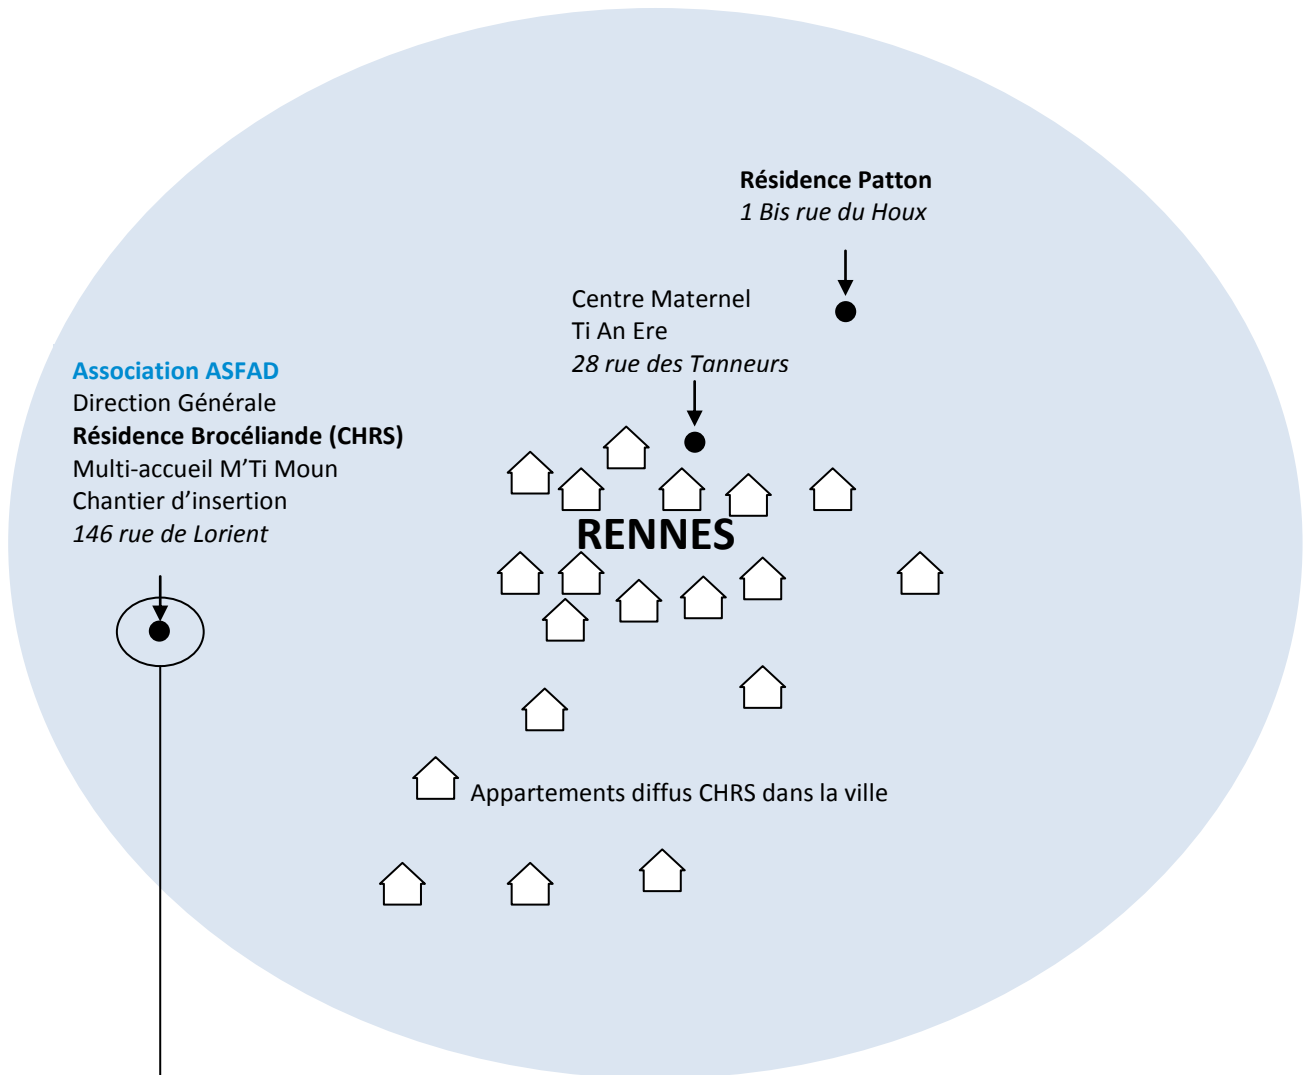 Résidence Patton
1 Bis rue du Houx
Centre Maternel
Ti An Ere
28 rue des Tanneurs
Association ASFAD
Direction Générale
Résidence Brocéliande (CHRS)
Multi-accueil M’Ti Moun
Chantier d’insertion
146 rue de Lorient
RENNES
Appartements diffus CHRS dans la ville